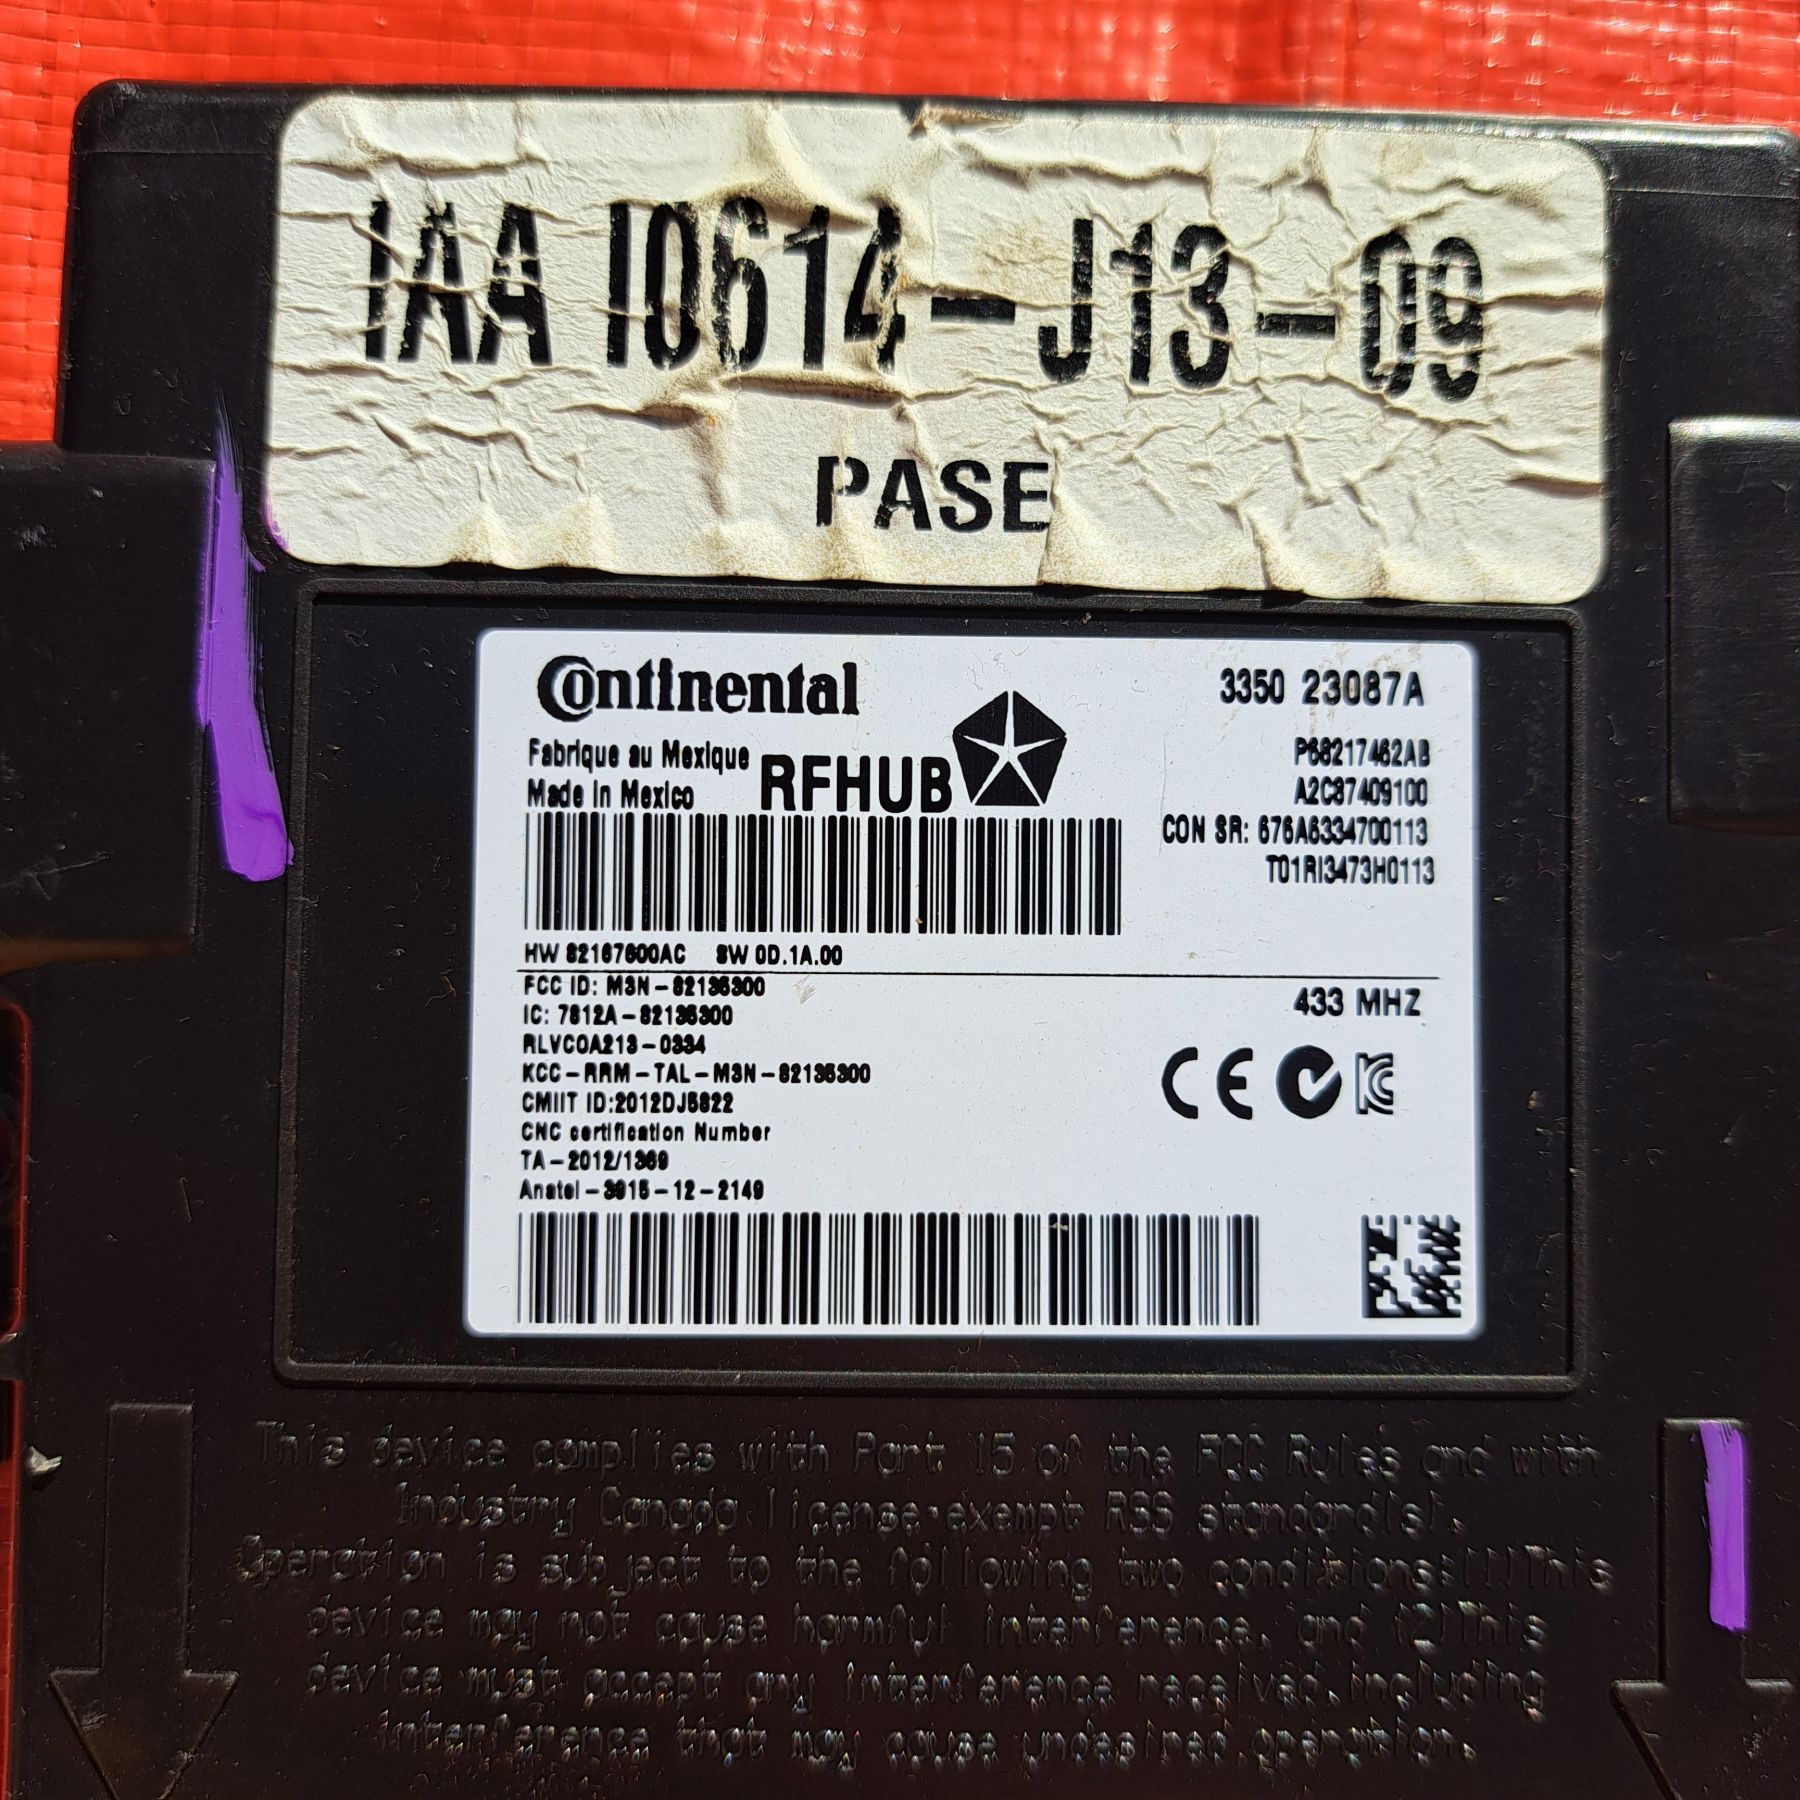 IAA I0614-J13-09
PASE
Continental
3350 23087A
Fabrique au Mexique
Made in Mexico
RFHUB
P68217462AB
A2C87409100
CON SR: 676A6334700113
T01RI3473H0113
HW 82167600AC SW 0D.1A.00
FCC ID: M3N-82135300
433 MHZ
IC: 7812A-82135300
RLVCOA213-0334
KCC-RRM-TAL-M3N-82135300
CMIIT ID:2012DJ5822
CNC certification Number
TA-2012/1369
Anatel-3915-12-2149
This device complies with Part 15 of the FCC Rules and with
Industry Canada license-exempt RSS standard(s).
Operation is subject to the following two conditions:(1)This
device may not cause harmful interference, and (2)This
device must accept any interference received,including
interference that may cause undesired operation.